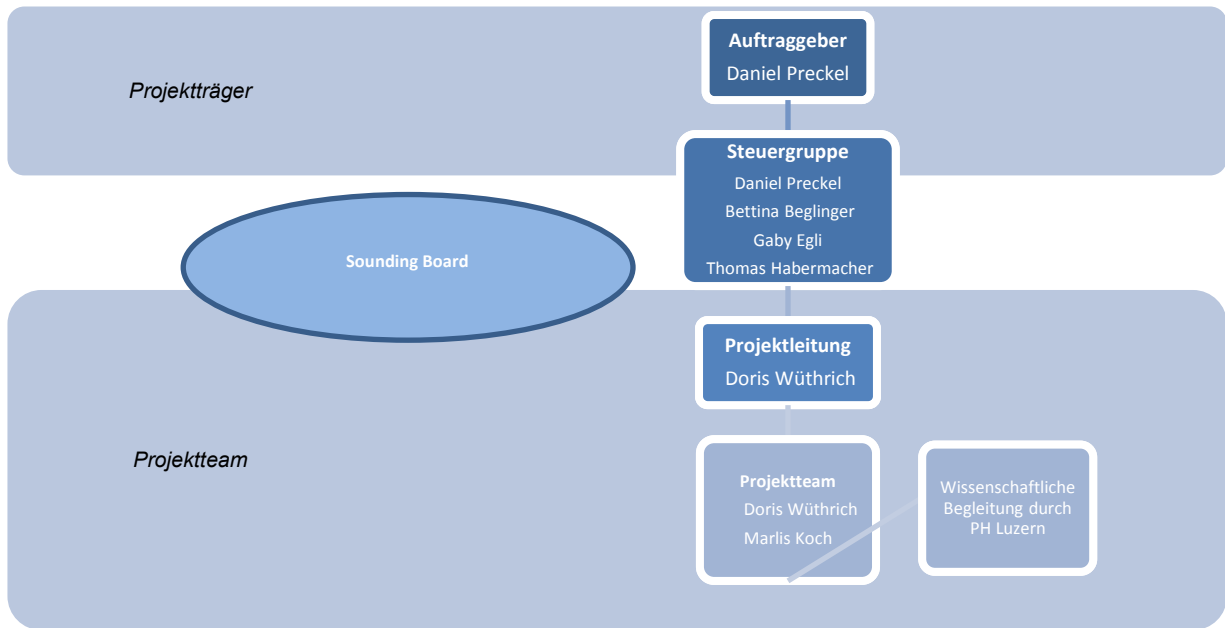 Auftraggeber
Daniel Preckel
Projektträger
Steuergruppe
Daniel Preckel
Bettina Beglinger
Gaby Egli
Thomas Habermacher
Sounding Board
Projektleitung
Doris Wüthrich
Projektteam
Projektteam
Doris Wüthrich
Marlis Koch
Wissenschaftliche
Begleitung durch
PH Luzern